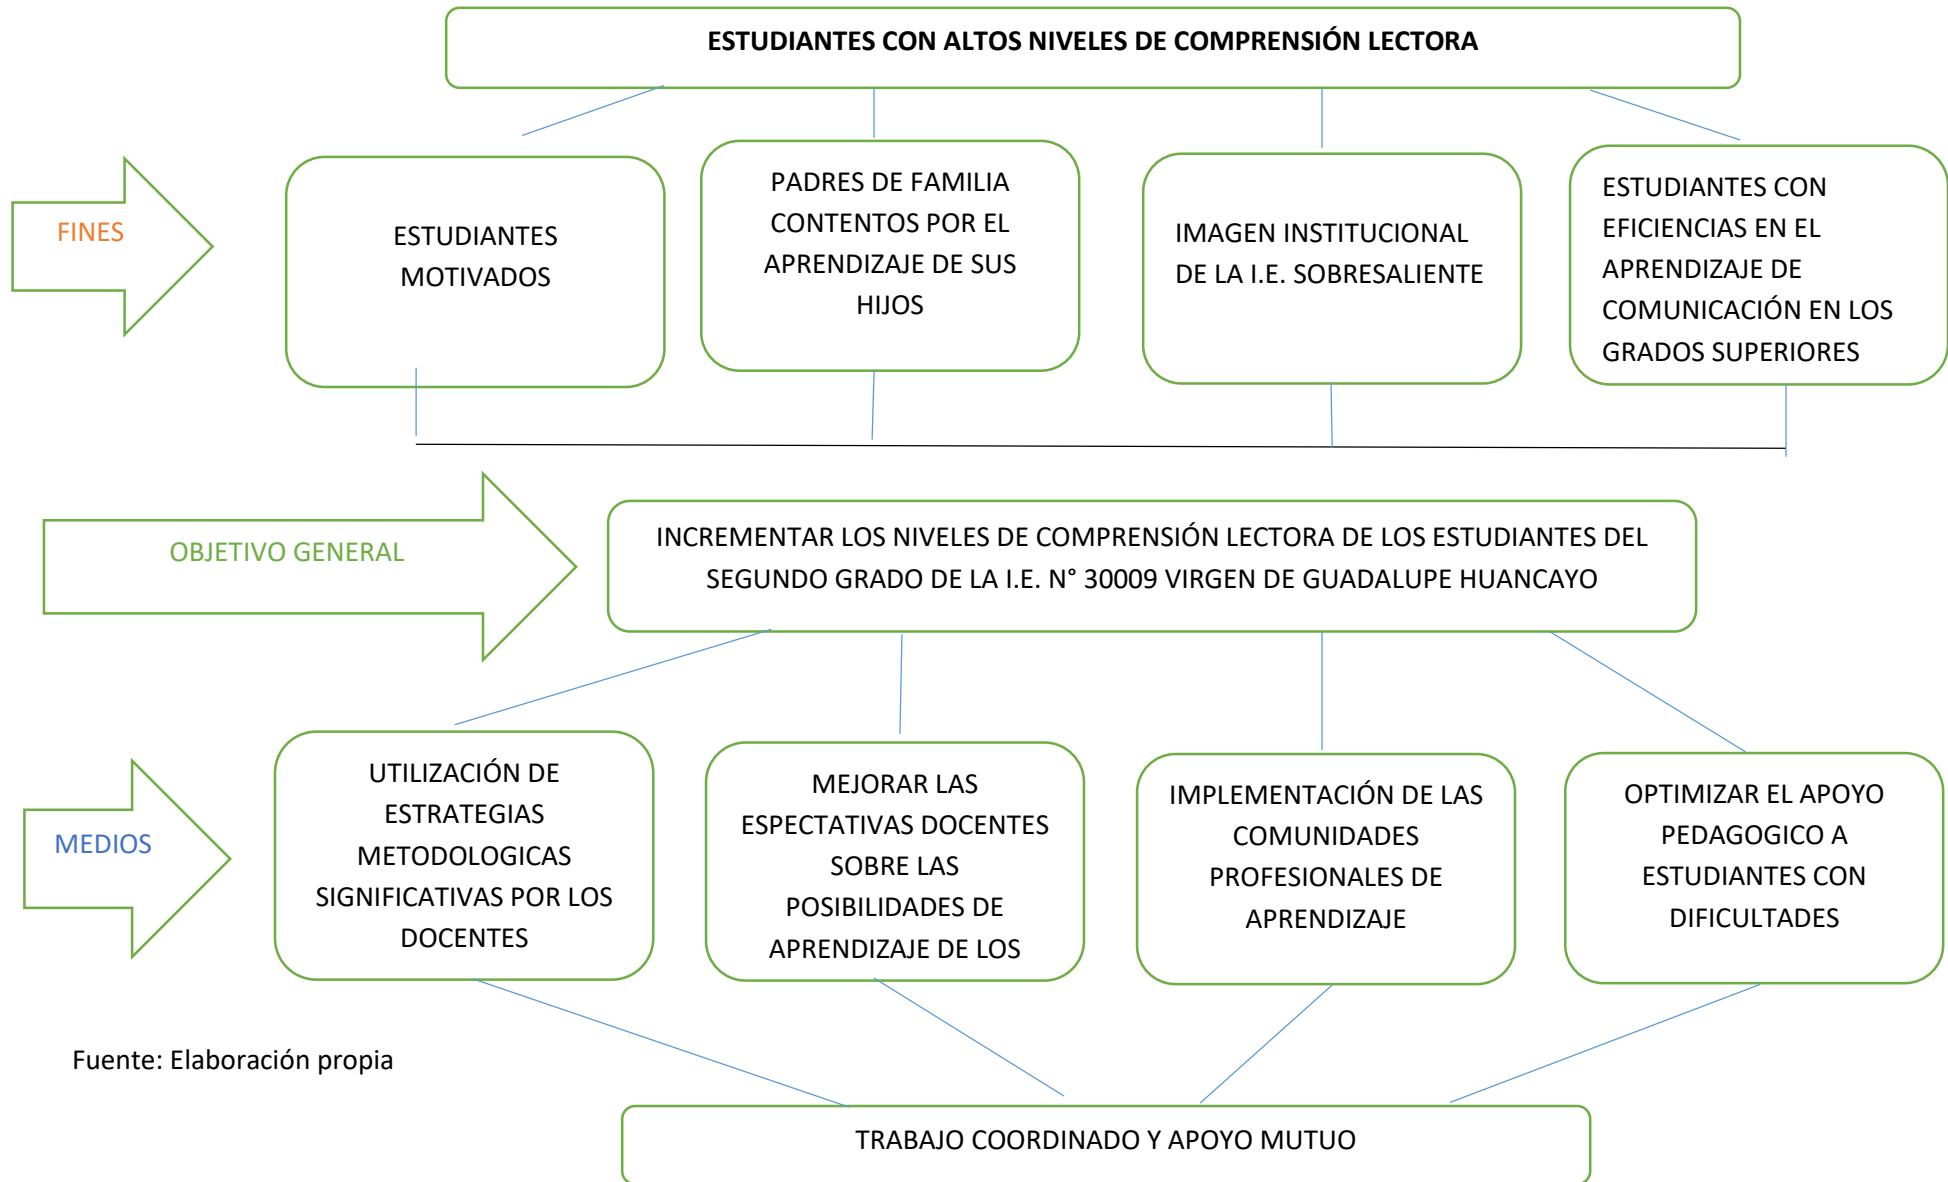 ESTUDIANTES CON ALTOS NIVELES DE COMPRENSIÓN LECTORA
FINES
ESTUDIANTES
MOTIVADOS
PADRES DE FAMILIA
CONTENTOS POR EL
APRENDIZAJE DE SUS
HIJOS
IMAGEN INSTITUCIONAL
DE LA I.E. SOBRESALIENTE
ESTUDIANTES CON
EFICIENCIAS EN EL
APRENDIZAJE DE
COMUNICACIÓN EN LOS
GRADOS SUPERIORES
OBJETIVO GENERAL
INCREMENTAR LOS NIVELES DE COMPRENSIÓN LECTORA DE LOS ESTUDIANTES DEL
SEGUNDO GRADO DE LA I.E. N° 30009 VIRGEN DE GUADALUPE HUANCAYO
MEDIOS
UTILIZACIÓN DE
ESTRATEGIAS
METODOLOGICAS
SIGNIFICATIVAS POR LOS
DOCENTES
MEJORAR LAS
ESPECTATIVAS DOCENTES
SOBRE LAS
POSIBILIDADES DE
APRENDIZAJE DE LOS
IMPLEMENTACIÓN DE LAS
COMUNIDADES
PROFESIONALES DE
APRENDIZAJE
OPTIMIZAR EL APOYO
PEDAGOGICO A
ESTUDIANTES CON
DIFICULTADES
Fuente: Elaboración propia
TRABAJO COORDINADO Y APOYO MUTUO